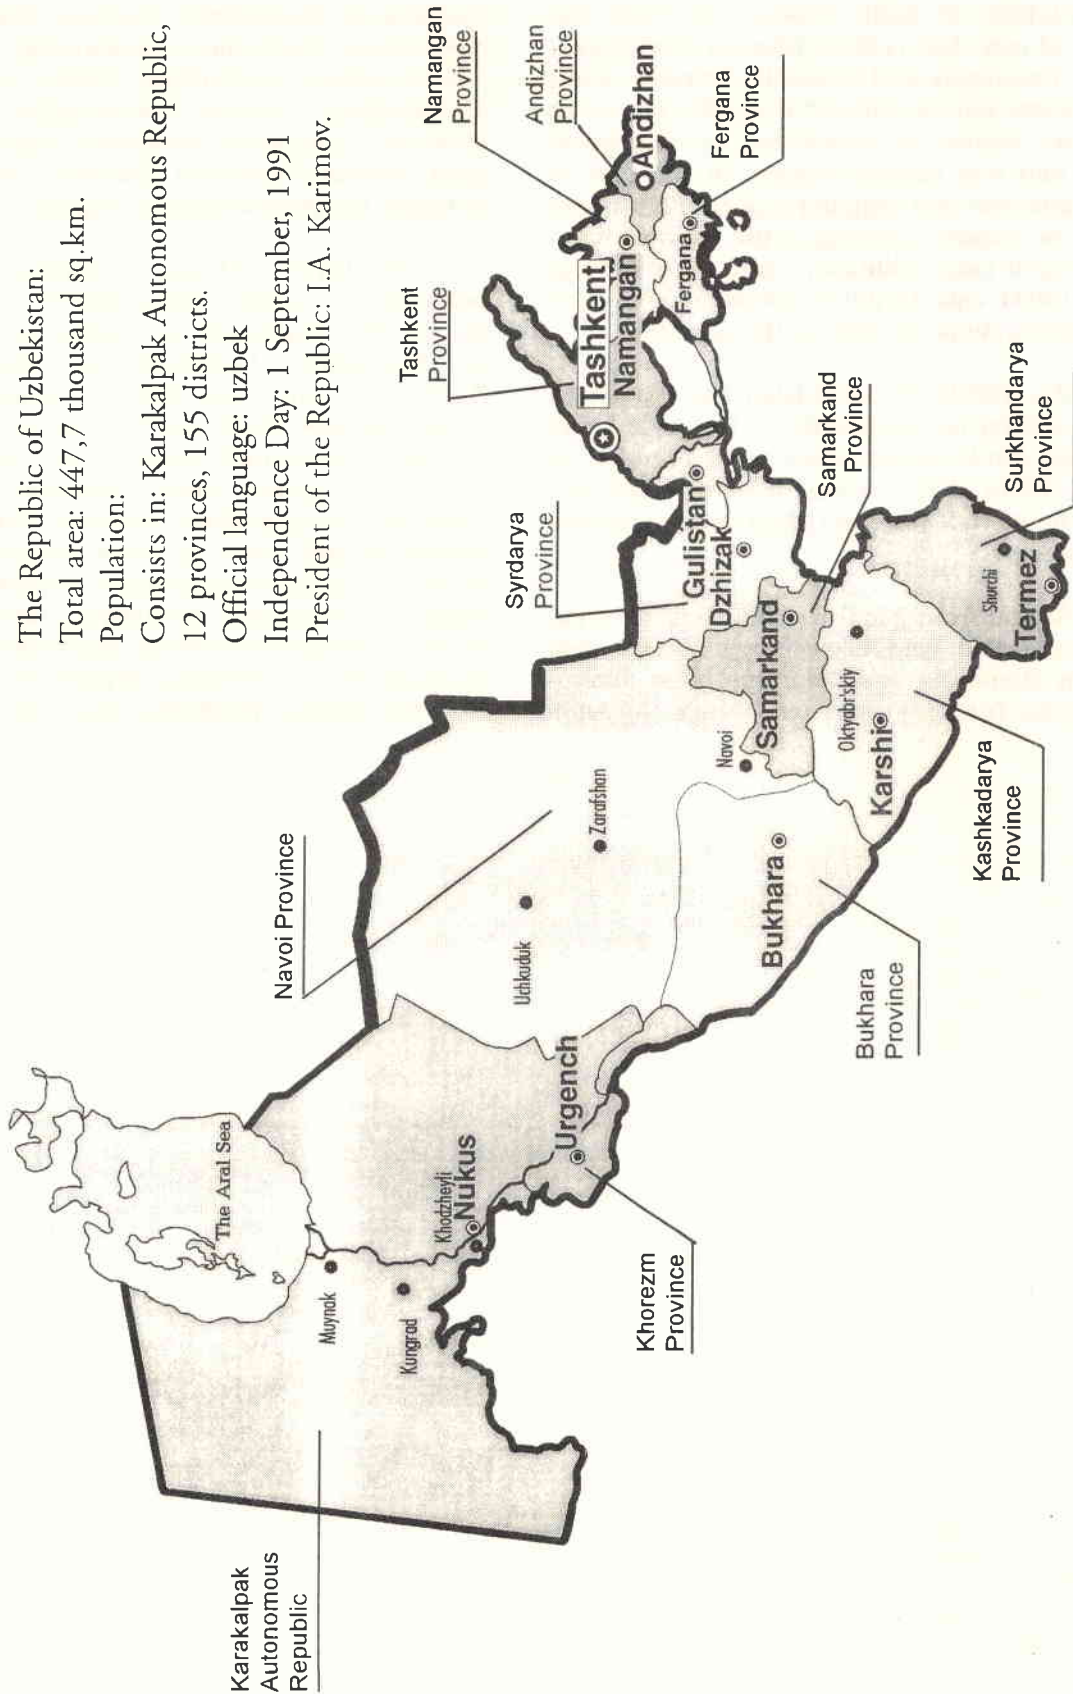 The Republic of Uzbekistan:
Total area: 447,7 thousand sq.km.
Population:
Consists in: Karakalpak Autonomous Republic,
12 provinces, 155 districts.
Official language: uzbek
Independence Day: 1 September, 1991
President of the Republic: I.A. Karimov.
Karakalpak
Autonomous
Republic
The Aral Sea
Muynak
Kungrad
Khodzheyli
Nukus
Urgench
Khorezm
Province
Navoi Province
Uchkuduk
Zarafshan
Navoi
Bukhara
Bukhara
Province
Samarkand
Samarkand
Province
Oktyabr'skiy
Karshi
Kashkadarya
Province
Syrdarya
Province
Gulistan
Dzhizak
Shurchi
Termez
Surkhandarya
Province
Tashkent
Province
Tashkent
Namangan
Namangan
Province
Andizhan
Province
Andizhan
Fergana
Fergana
Province